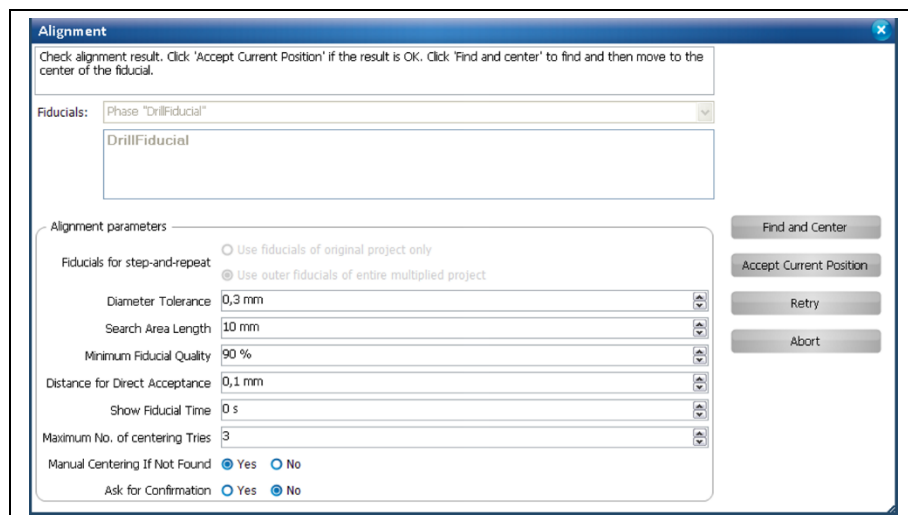 Alignment
Check alignment result. Click 'Accept Current Position' if the result is OK. Click 'Find and center' to find and then move to the
center of the fiducial.
Fiducials: Phase "DrillFiducial"
DrillFiducial
Alignment parameters
Fiducials for step-and-repeat
Use fiducials of original project only
Use outer fiducials of entire multiplied project
Diameter Tolerance 0,3 mm
Search Area Length 10 mm
Minimum Fiducial Quality 90 %
Distance for Direct Acceptance 0,1 mm
Show Fiducial Time 0 s
Maximum No. of centering Tries 3
Manual Centering If Not Found Yes No
Ask for Confirmation Yes No
Find and Center
Accept Current Position
Retry
Abort